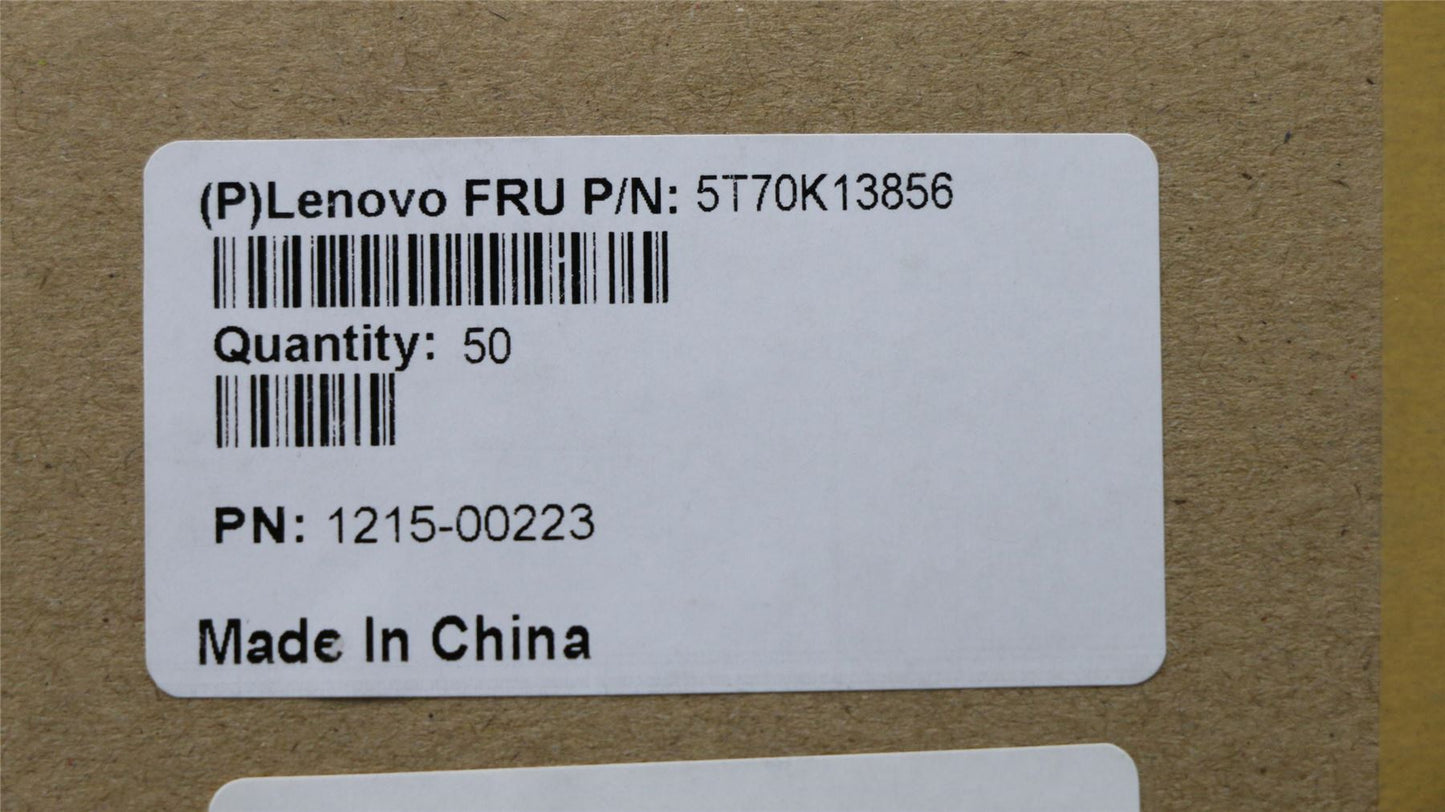 (P)Lenovo FRU P/N: 5T70K13856
Quantity: 50
PN: 1215-00223
Made In China